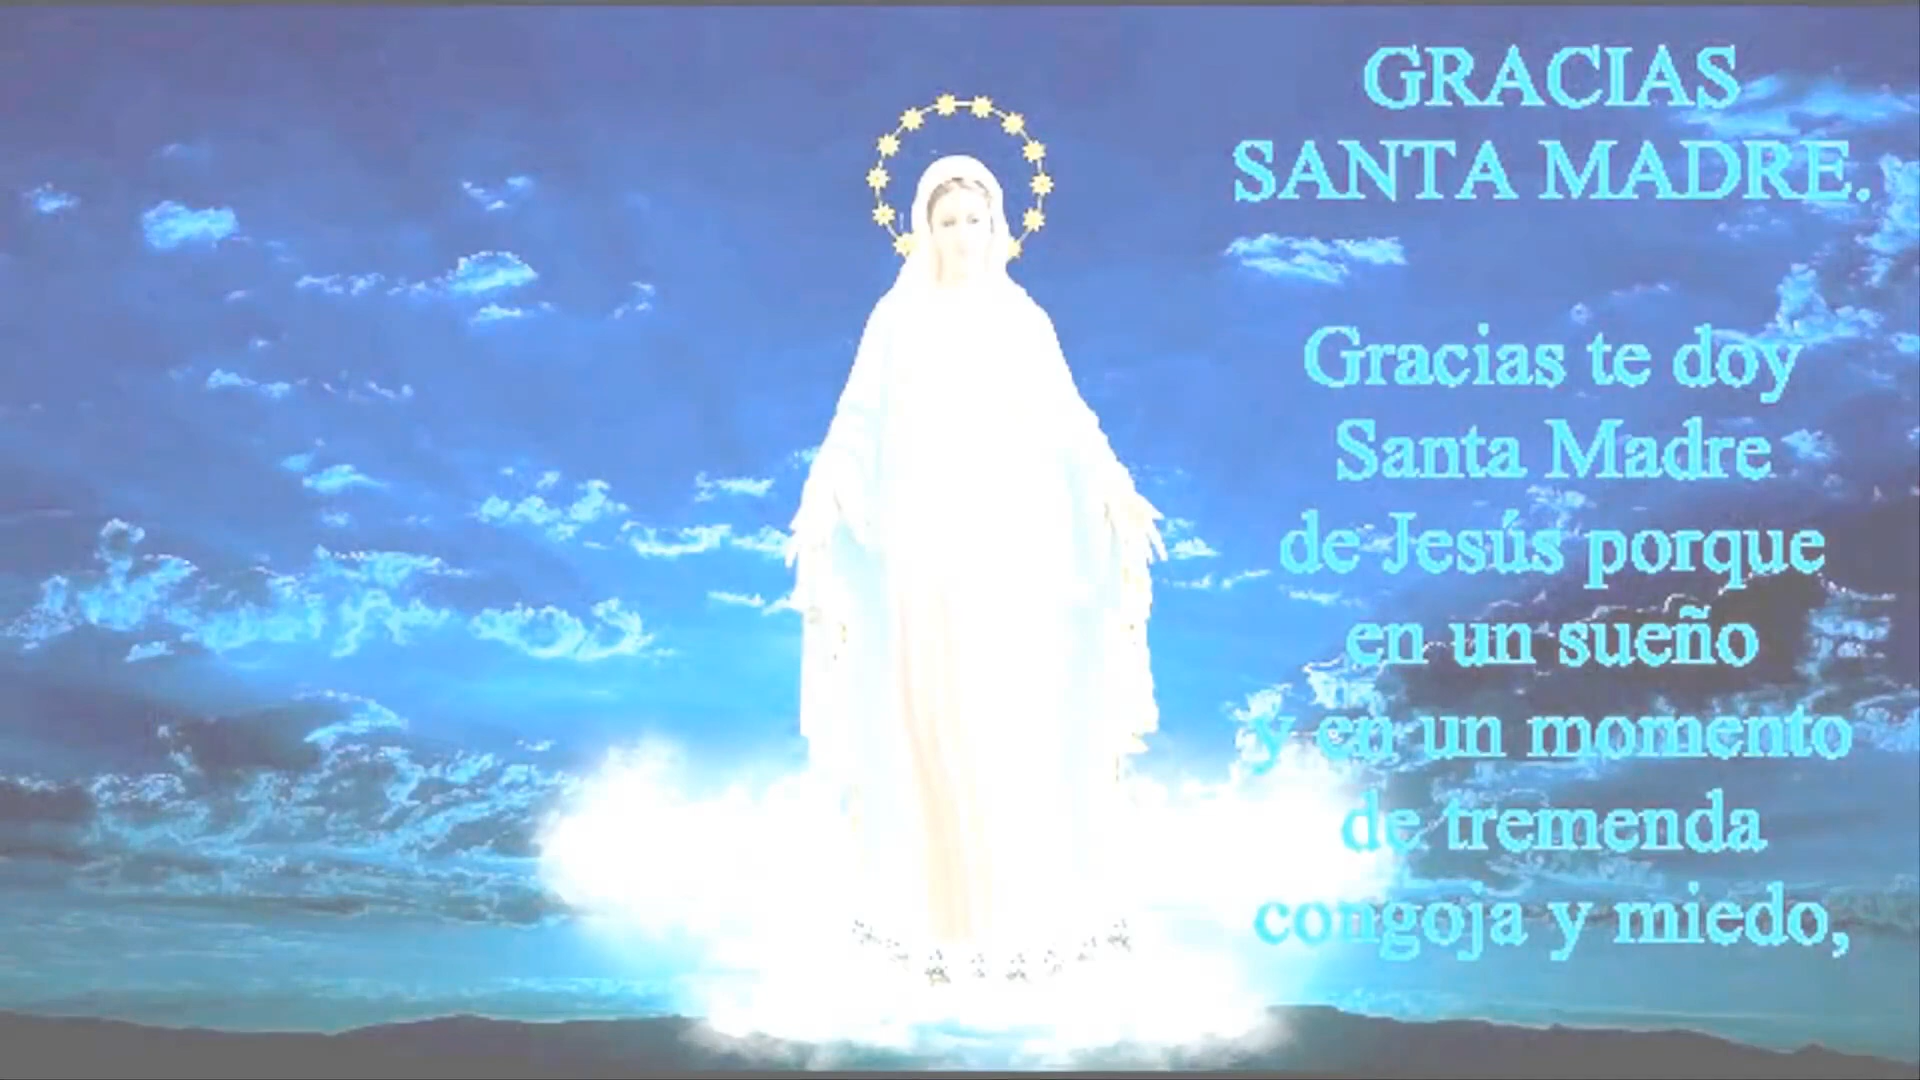 GRACIAS
SANTA MADRE.
Gracias te doy
Santa Madre
de Jesús porque
en un sueño
y en un momento
de tremenda
congoja y miedo,